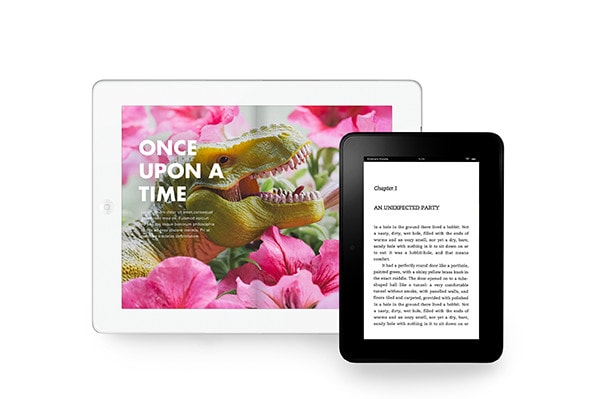 ONCE
UPON A
TIME
Chapter 1
AN UNEXPECTED PARTY
In a hole in the ground there lived a hobbit. Not
a nasty, dirty, wet hole, filled with the ends of
worms and an oozy smell, nor yet a dry, bare,
sandy hole with nothing in it to sit down on or
to eat: it was a hobbit-hole, and that means
comfort.
It had a perfectly round door like a porthole,
painted green, with a shiny yellow brass knob in
the exact middle. The door opened on to a tube-
shaped hall like a tunnel: a very comfortable
tunnel without smoke, with panelled walls, and
floors tiled and carpeted, provided with polished
In a hole in the ground there lived a hobbit. Not
a nasty, dirty, wet hole, filled with the ends of
worms and an oozy smell, nor yet a dry, bare,
sandy hole with nothing in it to sit down on or